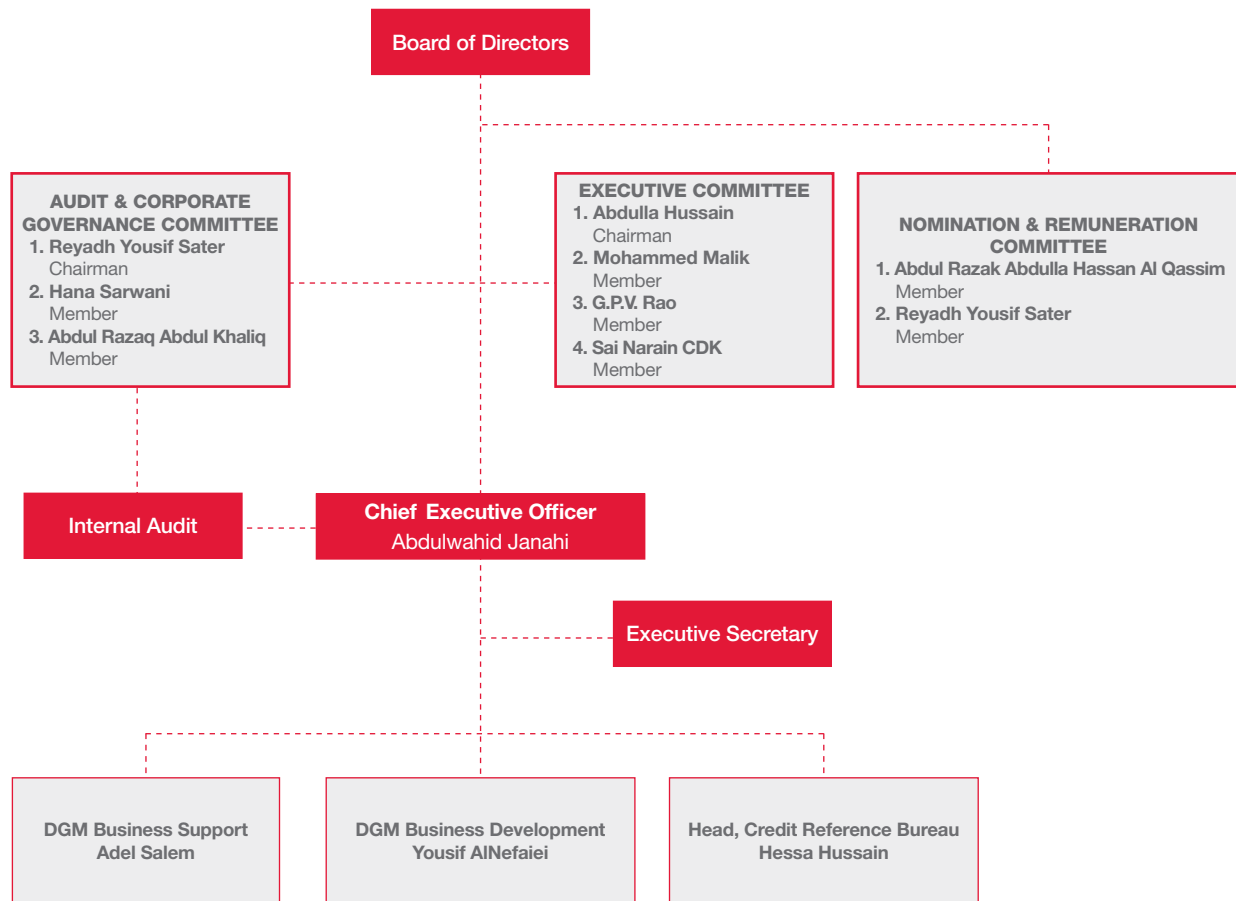 Board of Directors
AUDIT & CORPORATE
GOVERNANCE COMMITTEE
1. Reyadh Yousif Sater
Chairman
2. Hana Sarwani
Member
3. Abdul Razaq Abdul Khaliq
Member
EXECUTIVE COMMITTEE
1. Abdulla Hussain
Chairman
2. Mohammed Malik
Member
3. G.P.V. Rao
Member
4. Sai Narain CDK
Member
NOMINATION & REMUNERATION
COMMITTEE
1. Abdul Razak Abdulla Hassan Al Qassim
Member
2. Reyadh Yousif Sater
Member
Internal Audit
Chief Executive Officer
Abdulwahid Janahi
Executive Secretary
DGM Business Support
Adel Salem
DGM Business Development
Yousif AlNefaiei
Head, Credit Reference Bureau
Hessa Hussain